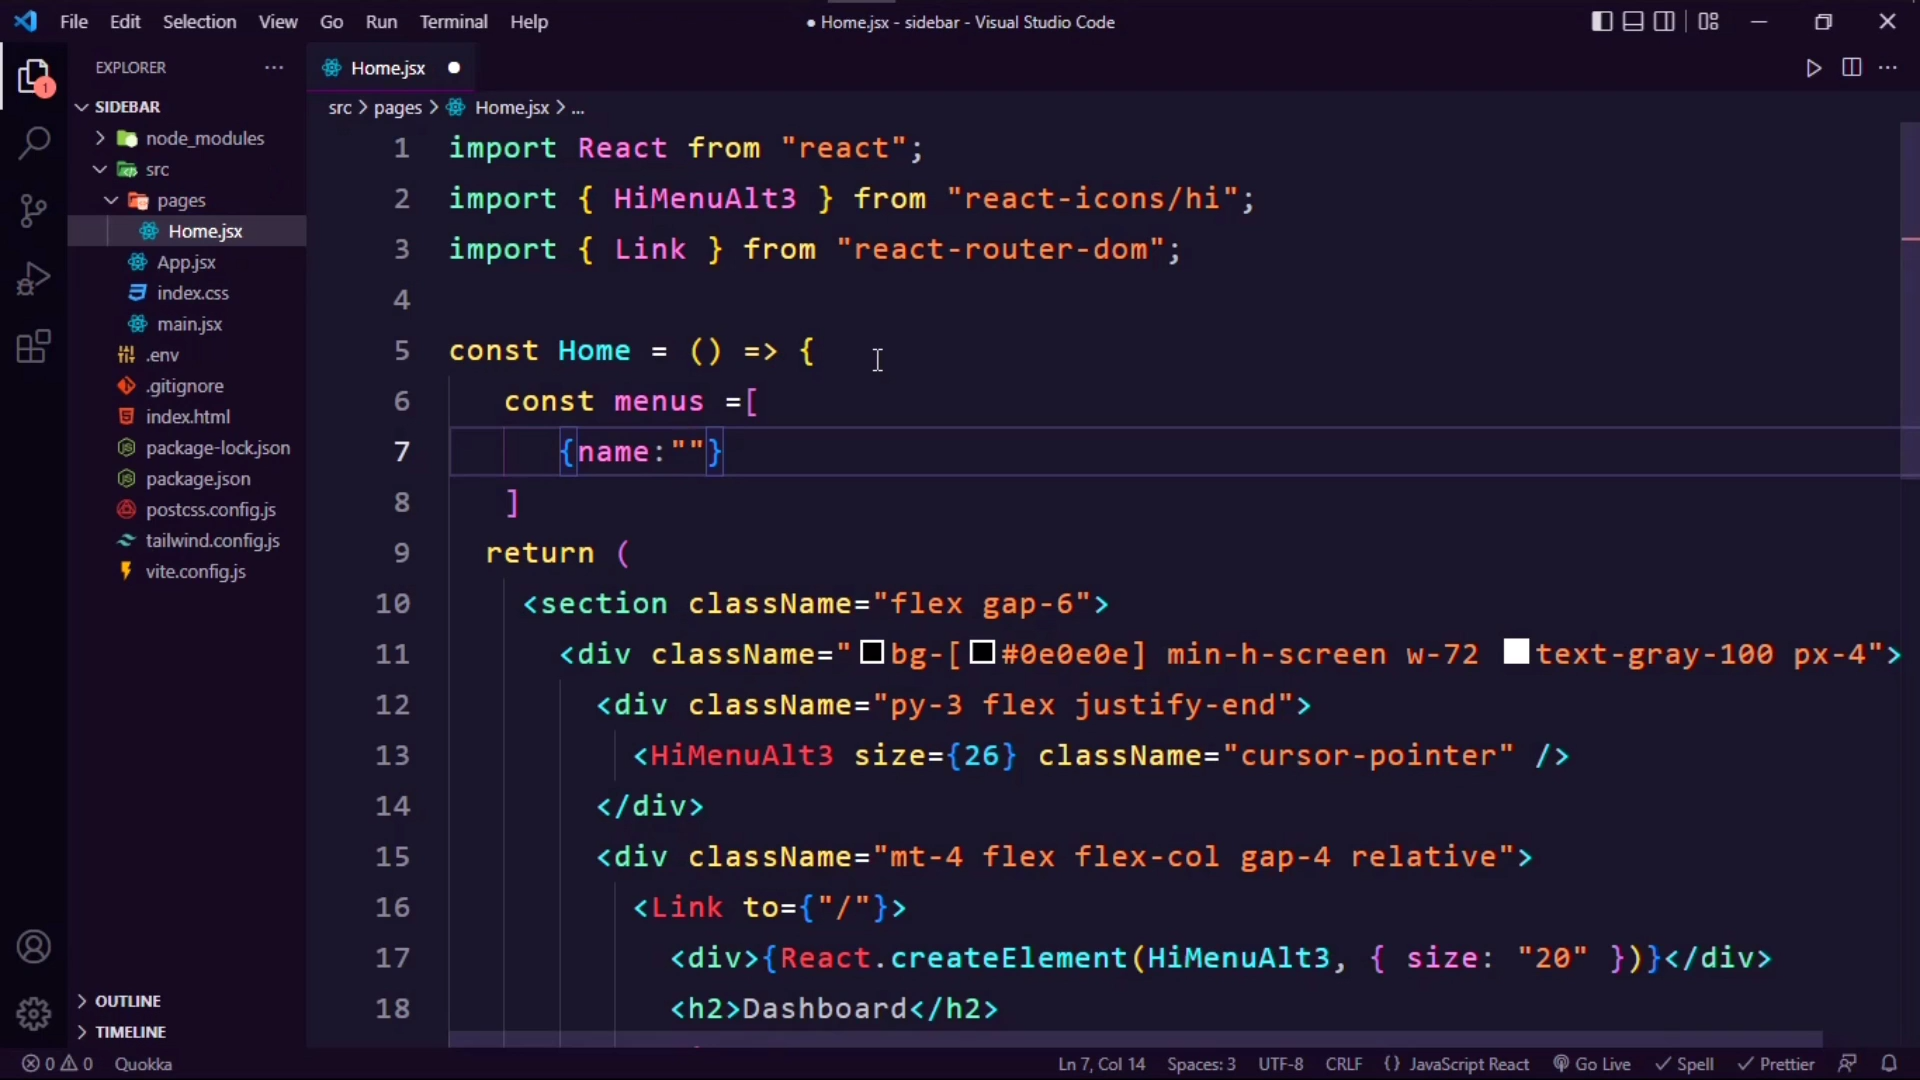 File Edit Selection View Go Run Terminal Help
● Home.jsx - sidebar - Visual Studio Code
EXPLORER
Home.jsx
1
SIDEBAR
node_modules
src
pages
Home.jsx
App.jsx
index.css
main.jsx
.env
.gitignore
index.html
package-lock.json
package.json
postcss.config.js
tailwind.config.js
vite.config.js
OUTLINE
TIMELINE
src > pages > Home.jsx > ...
1 import React from "react";
2 import { HiMenuAlt3 } from "react-icons/hi";
3 import { Link } from "react-router-dom";
4
5 const Home = () => {
6 const menus =[
7 {name:""}
8 ]
9 return (
10 <section className="flex gap-6">
11 <div className="bg-[#0e0e0e] min-h-screen w-72 text-gray-100 px-4">
12 <div className="py-3 flex justify-end">
13 <HiMenuAlt3 size={26} className="cursor-pointer" />
14 </div>
15 <div className="mt-4 flex flex-col gap-4 relative">
16 <Link to={"/"}>
17 <div>{React.createElement(HiMenuAlt3, { size: "20" })}</div>
18 <h2>Dashboard</h2>
0 0 Quokka
Ln 7, Col 14 Spaces: 3 UTF-8 CRLF {} JavaScript React Go Live ✓ Spell ✓ Prettier